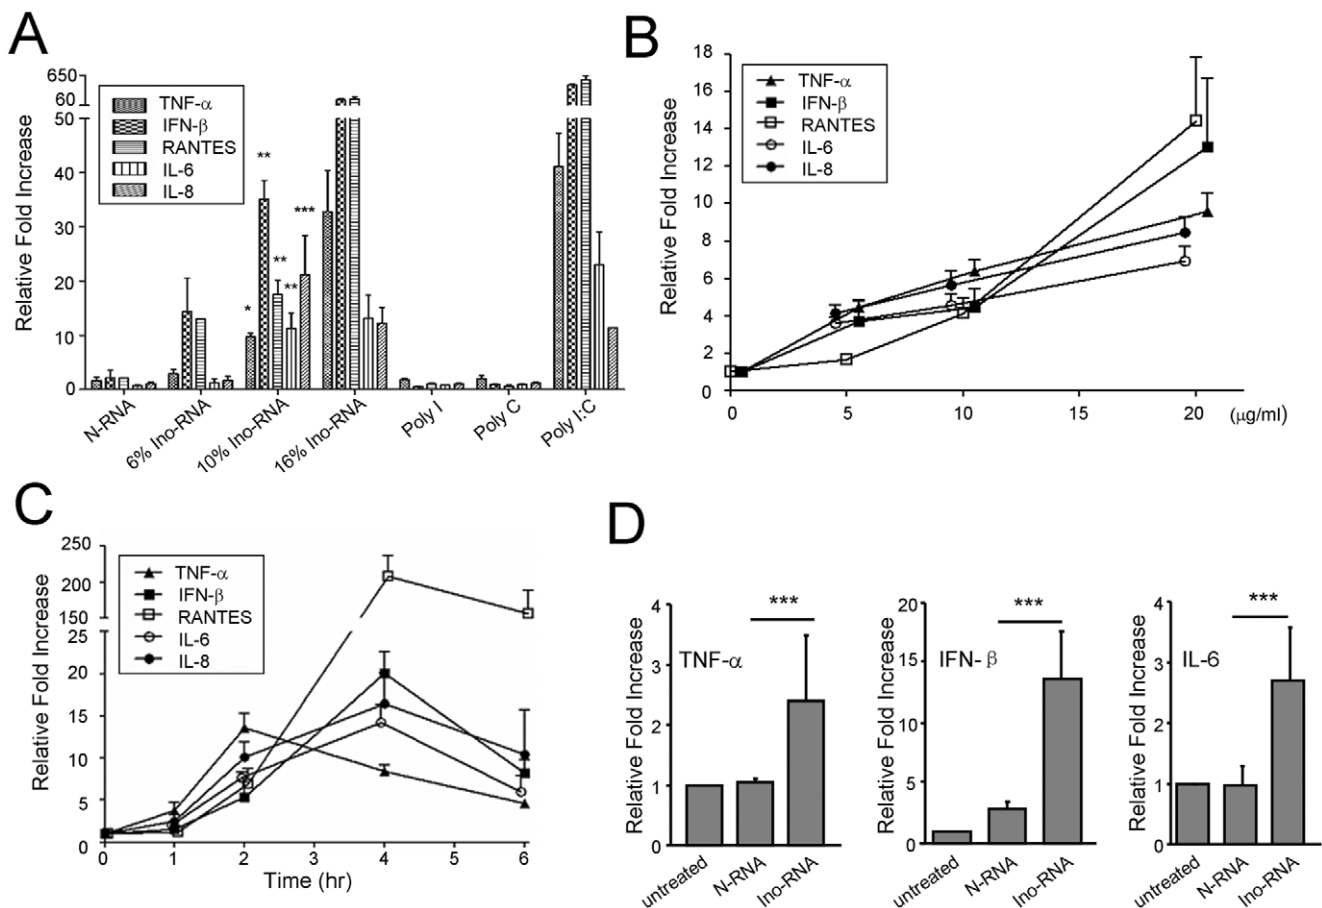 A
Relative Fold Increase
650
60
50
40
30
20
10
0
TNF-α
IFN-β
RANTES
IL-6
IL-8
*
**
**
**
***
N-RNA
6% Ino-RNA
10% Ino-RNA
16% Ino-RNA
Poly I
Poly C
Poly I:C
B
Relative Fold Increase
18
16
14
12
10
8
6
4
2
0
TNF-α
IFN-β
RANTES
IL-6
IL-8
0 5 10 15 20 (μg/ml)
C
Relative Fold Increase
250
200
150
25
20
15
10
5
0
TNF-α
IFN-β
RANTES
IL-6
IL-8
0 1 2 3 4 5 6
Time (hr)
D
Relative Fold Increase
4
3
2
1
0
TNF-α
***
untreated
N-RNA
Ino-RNA
Relative Fold Increase
20
15
10
5
0
IFN- β
***
untreated
N-RNA
Ino-RNA
Relative Fold Increase
4
3
2
1
0
IL-6
***
untreated
N-RNA
Ino-RNA